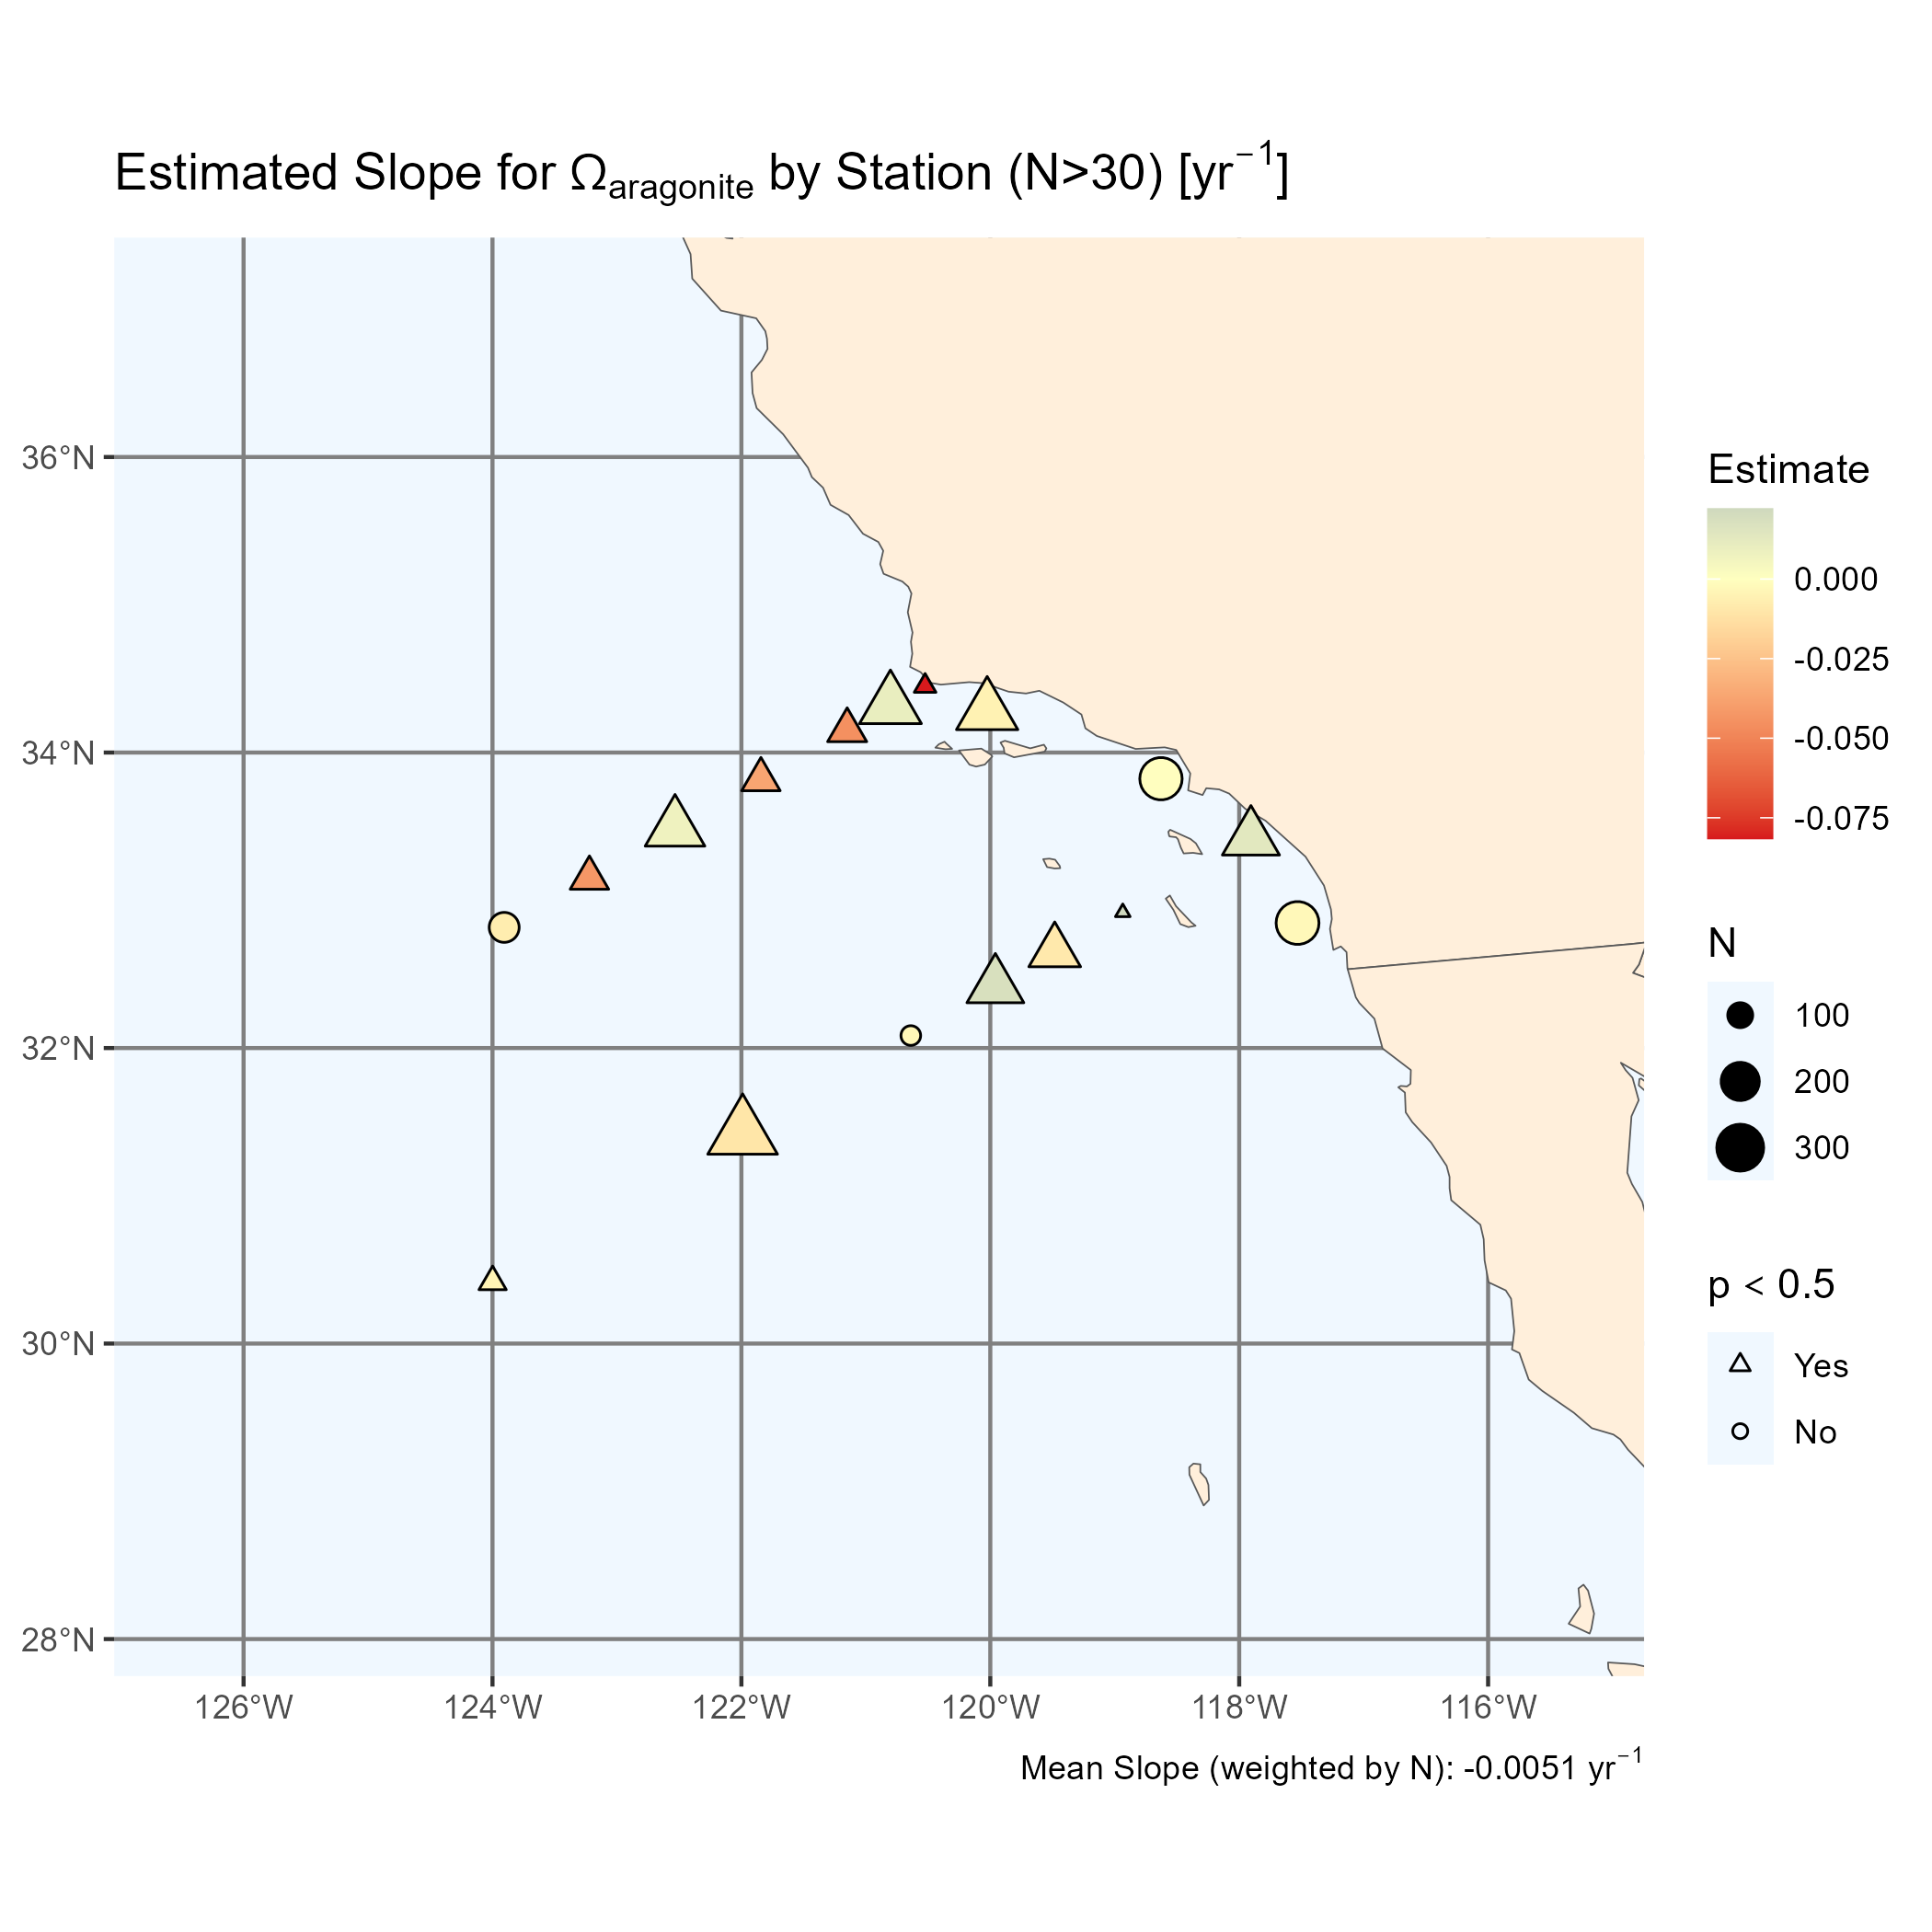 Estimated Slope for Ωaragonite by Station (N>30) [yr⁻¹]
36°N
34°N
32°N
30°N
28°N
126°W 124°W 122°W 120°W 118°W 116°W
Mean Slope (weighted by N): -0.0051 yr⁻¹
Estimate
0.000
-0.025
-0.050
-0.075
N
100
200
300
p < 0.5
Yes
No